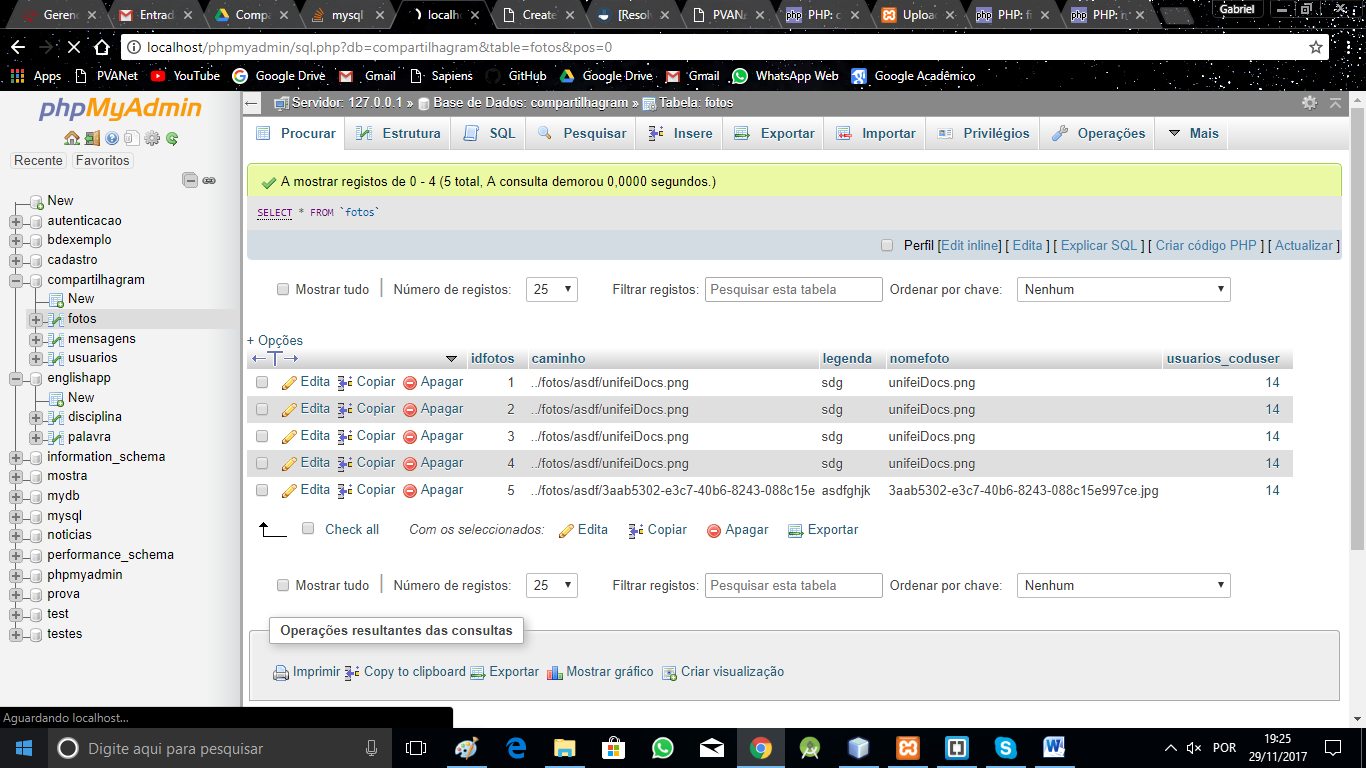 Geren
Entrad
Compa
mysql
localh
Create
[Resol
PVANe
PHP: c
Upload
PHP: f
Gabriel
localhost/phpmyadmin/sql.php?db=compartilhagram&table=fotos&pos=0
Apps PVANet YouTube Google Drive Gmail Sapiens GitHub Google Drive Gmail WhatsApp Web Google Acadêmico
phpMyAdmin
Recente Favoritos
New
autenticacao
bdexemplo
cadastro
compartilhagram
New
fotos
mensagens
usuarios
englishapp
New
disciplina
palavra
information_schema
mostra
mydb
mysql
noticias
performance_schema
phpmyadmin
prova
test
testes
Servidor: 127.0.0.1 » Base de Dados: compartilhagram » Tabela: fotos
Procurar Estrutura SQL Pesquisar Insere Exportar Importar Privilégios Operações Mais
A mostrar registos de 0 - 4 (5 total, A consulta demorou 0,0000 segundos.)
SELECT * FROM `fotos`
Perfil [Edit inline] [ Edita ] [ Explicar SQL ] [ Criar código PHP ] [ Actualizar ]
Mostrar tudo | Número de registos: 25 Filtrar registos: Pesquisar esta tabela Ordenar por chave: Nenhum
+ Opções
←T→ idfotos caminho legenda nomefoto usuarios_coduser
Edita Copiar Apagar 1 ../fotos/asdf/unifeiDocs.png sdg unifeiDocs.png 14
Edita Copiar Apagar 2 ../fotos/asdf/unifeiDocs.png sdg unifeiDocs.png 14
Edita Copiar Apagar 3 ../fotos/asdf/unifeiDocs.png sdg unifeiDocs.png 14
Edita Copiar Apagar 4 ../fotos/asdf/unifeiDocs.png sdg unifeiDocs.png 14
Edita Copiar Apagar 5 ../fotos/asdf/3aab5302-e3c7-40b6-8243-088c15e asdfghjk 3aab5302-e3c7-40b6-8243-088c15e997ce.jpg 14
Check all Com os seleccionados: Edita Copiar Apagar Exportar
Mostrar tudo | Número de registos: 25 Filtrar registos: Pesquisar esta tabela Ordenar por chave: Nenhum
Operações resultantes das consultas
Imprimir Copy to clipboard Exportar Mostrar gráfico Criar visualização
Aguardando localhost...
Digite aqui para pesquisar
POR
19:25
29/11/2017